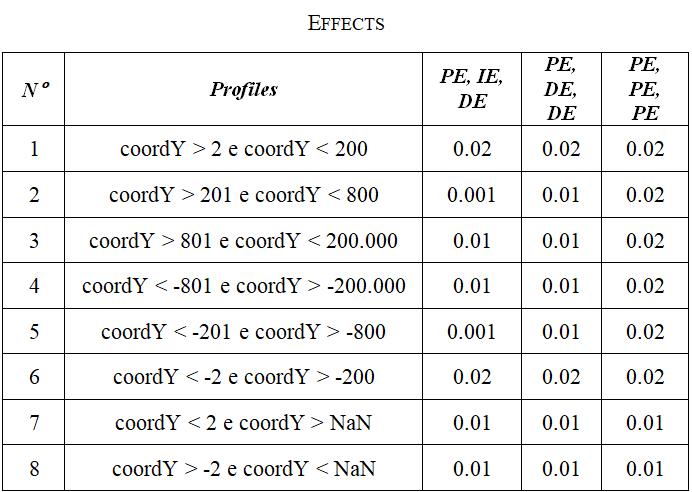 EFFECTS
Nº Profiles PE, IE, DE PE, DE, DE PE, PE, PE
1 coordY > 2 e coordY < 200 0.02 0.02 0.02
2 coordY > 201 e coordY < 800 0.001 0.01 0.02
3 coordY > 801 e coordY < 200.000 0.01 0.01 0.02
4 coordY < -801 e coordY > -200.000 0.01 0.01 0.02
5 coordY < -201 e coordY > -800 0.001 0.01 0.02
6 coordY < -2 e coordY > -200 0.02 0.02 0.02
7 coordY < 2 e coordY > NaN 0.01 0.01 0.01
8 coordY > -2 e coordY < NaN 0.01 0.01 0.01